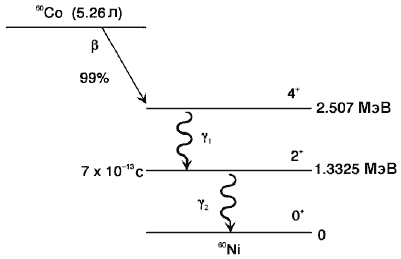 ⁶⁰Co (5.26 л)
β
99%
4⁺
2.507 МэВ
γ₁
7 x 10⁻¹³ с
2⁺
1.3325 МэВ
γ₂
0⁺
0
⁶⁰Ni